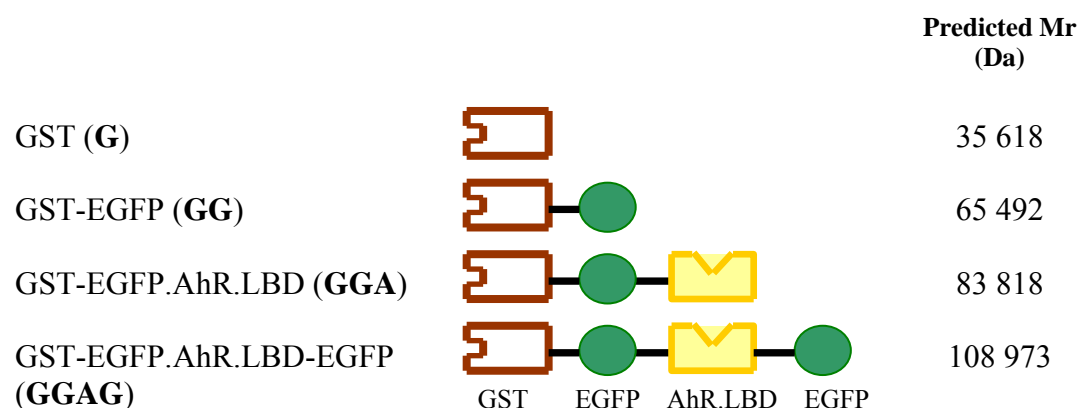 Predicted Mr
(Da)
GST (G) 35 618
GST-EGFP (GG) 65 492
GST-EGFP.AhR.LBD (GGA) 83 818
GST-EGFP.AhR.LBD-EGFP 108 973
(GGAG)
GST EGFP AhR.LBD EGFP